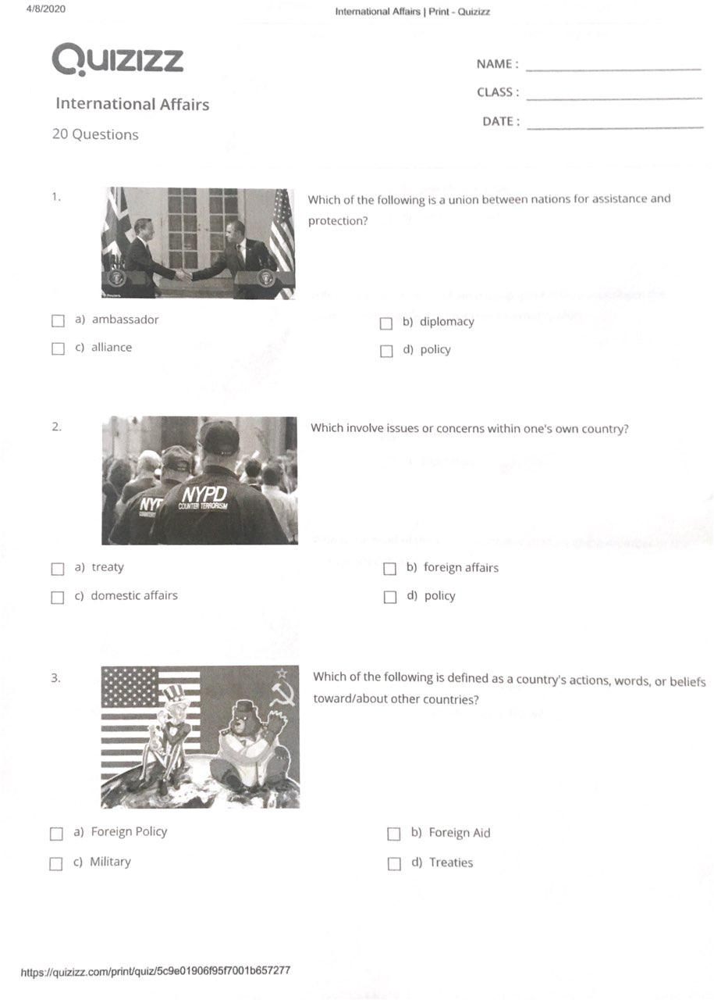 4/8/2020
International Affairs | Print - Quizizz
QUIZIZZ
NAME :
CLASS :
DATE :
International Affairs
20 Questions
1.
Which of the following is a union between nations for assistance and
protection?
a) ambassador
b) diplomacy
c) alliance
d) policy
2.
Which involve issues or concerns within one's own country?
NYPD
COUNTER TERRORISM
a) treaty
b) foreign affairs
c) domestic affairs
d) policy
3.
Which of the following is defined as a country's actions, words, or beliefs
toward/about other countries?
a) Foreign Policy
b) Foreign Aid
c) Military
d) Treaties
https://quizizz.com/print/quiz/5c9e01906f95f7001b657277